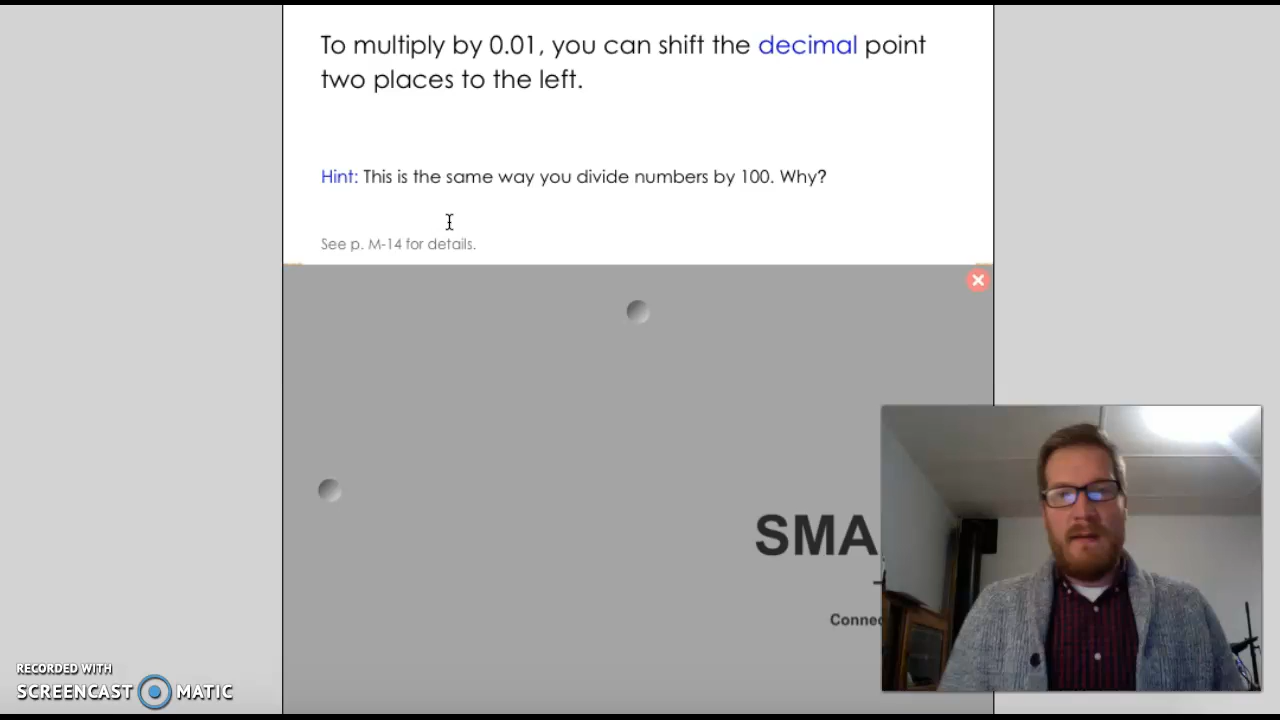 To multiply by 0.01, you can shift the decimal point
two places to the left.
Hint: This is the same way you divide numbers by 100. Why?
See p. M-14 for details.
SMA
Connec
RECORDED WITH
SCREENCAST MATIC